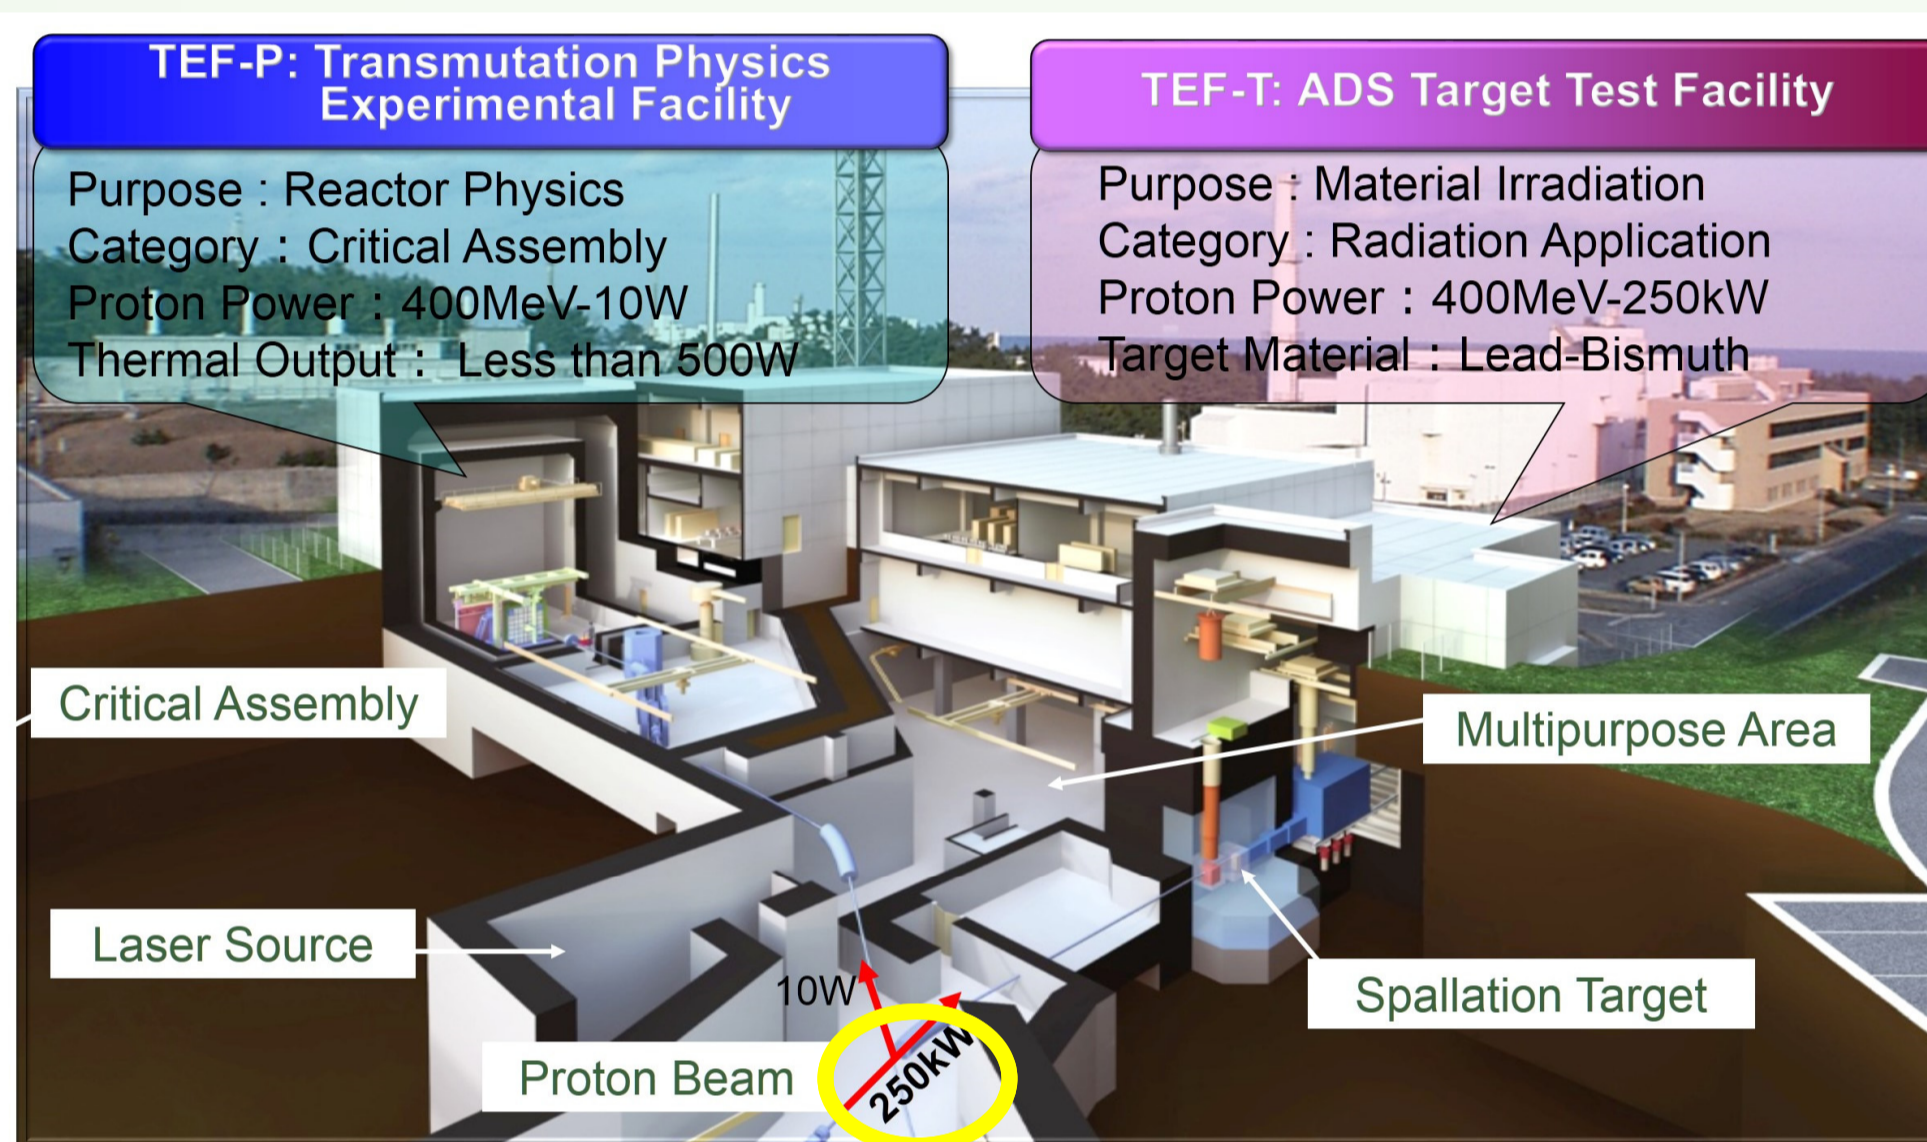 TEF-P: Transmutation Physics
Experimental Facility
Purpose : Reactor Physics
Category : Critical Assembly
Proton Power : 400MeV-10W
Thermal Output : Less than 500W
TEF-T: ADS Target Test Facility
Purpose : Material Irradiation
Category : Radiation Application
Proton Power : 400MeV-250kW
Target Material : Lead-Bismuth
Critical Assembly
Multipurpose Area
Laser Source
10W
Spallation Target
Proton Beam
250kW